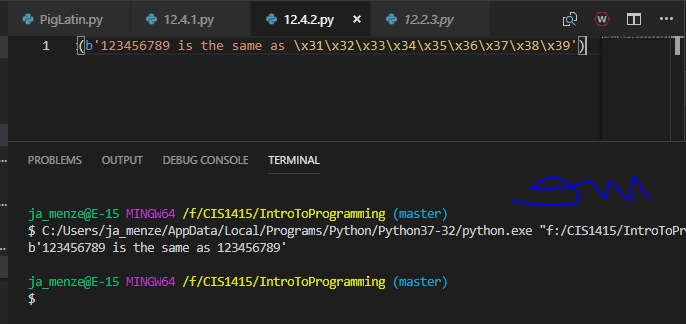 PigLatin.py 12.4.1.py 12.4.2.py 12.2.3.py
1 (b'123456789 is the same as \x31\x32\x33\x34\x35\x36\x37\x38\x39')
PROBLEMS OUTPUT DEBUG CONSOLE TERMINAL
ja_menze@E-15 MINGW64 /f/CIS1415/IntroToProgramming (master)
$ C:/Users/ja_menze/AppData/Local/Programs/Python/Python37-32/python.exe "f:/CIS1415/IntroToPr
b'123456789 is the same as 123456789'
ja_menze@E-15 MINGW64 /f/CIS1415/IntroToProgramming (master)
$